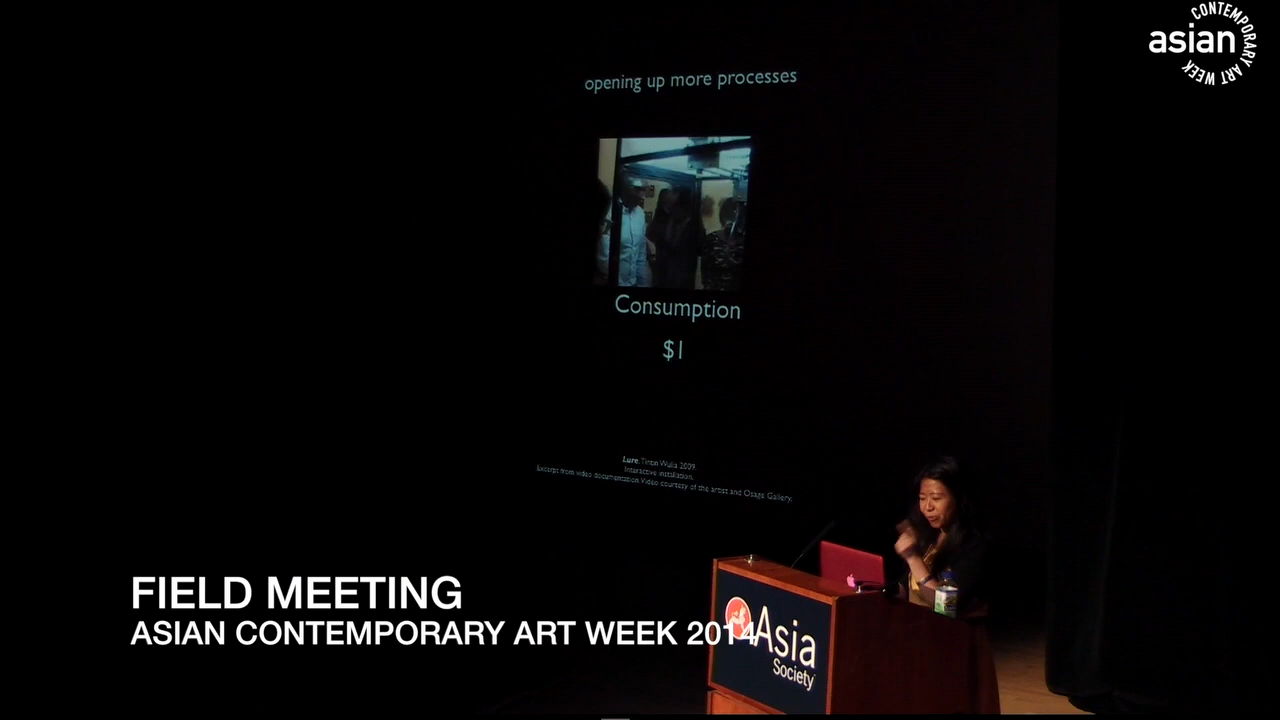 asian
CONTEMPORARY ART WEEK
opening up more processes
Consumption
$1
Lure. Tintin Wulia 2009.
Interactive installation.
Excerpt from video documentation. Video courtesy of the artist and Osage Gallery.
FIELD MEETING
ASIAN CONTEMPORARY ART WEEK 2014
Asia
Society